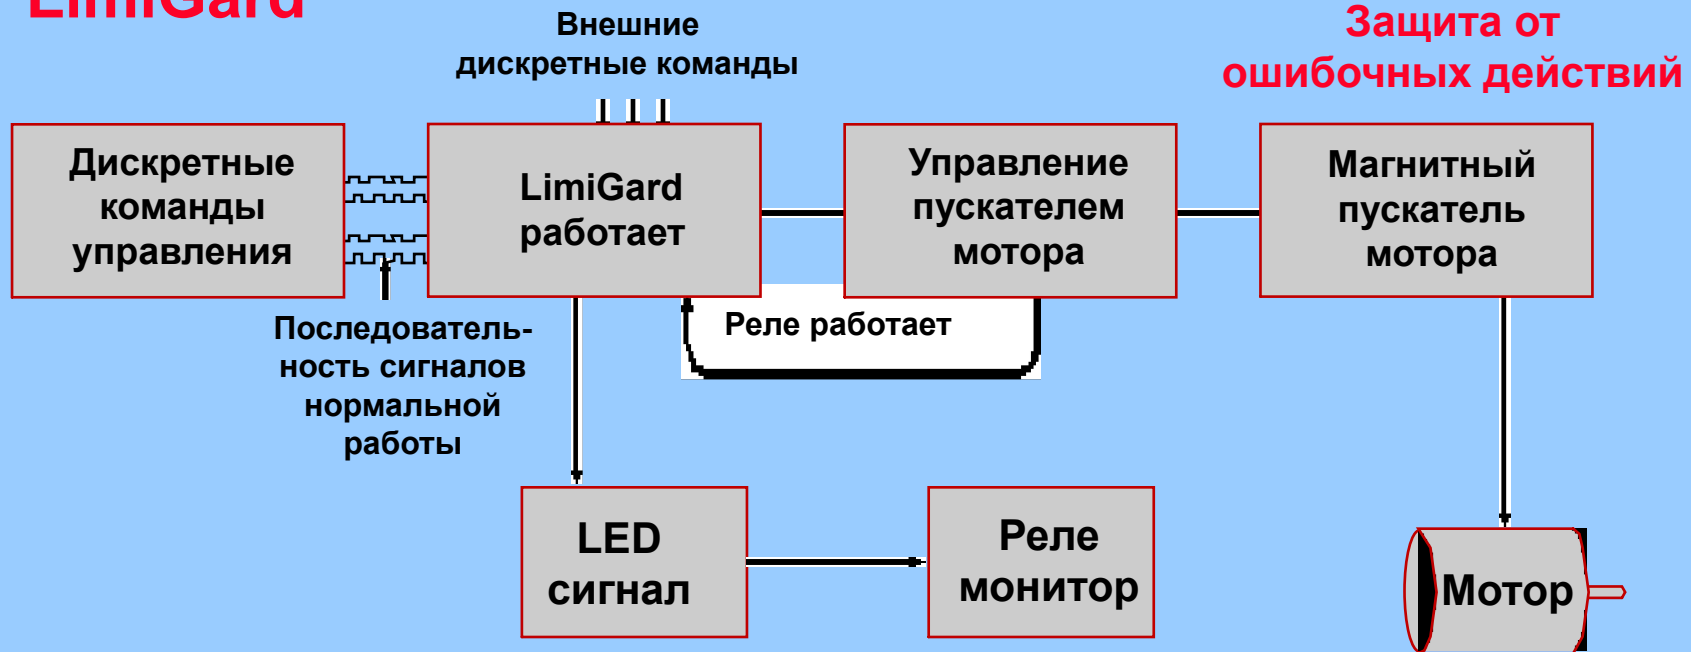 LimiGard
Внешние
дискретные команды
Защита от
ошибочных действий
Дискретные
команды
управления
LimiGard
работает
Управление
пускателем
мотора
Магнитный
пускатель
мотора
Последователь-
ность сигналов
нормальной
работы
Реле работает
LED
сигнал
Реле
монитор
Мотор